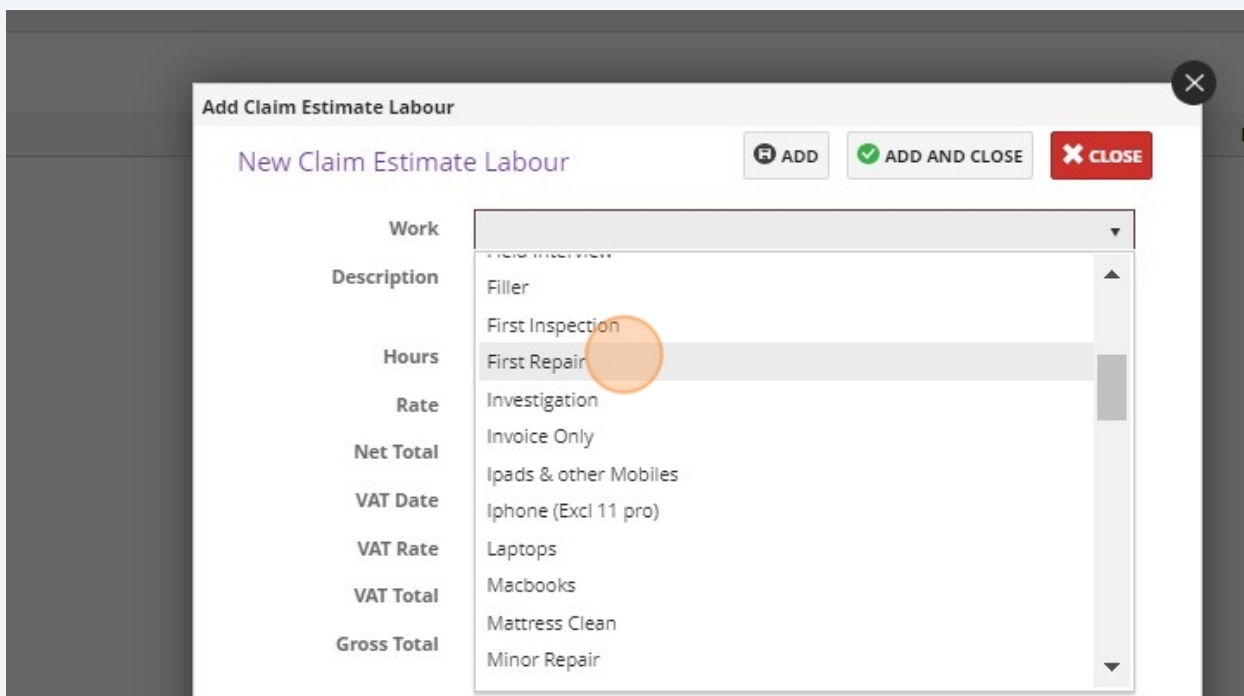 Add Claim Estimate Labour
New Claim Estimate Labour
ADD
ADD AND CLOSE
CLOSE
Work
Description
Filler
First Inspection
Hours
First Repair
Rate
Investigation
Invoice Only
Net Total
Ipads & other Mobiles
VAT Date
Iphone (Excl 11 pro)
VAT Rate
Laptops
VAT Total
Macbooks
Mattress Clean
Gross Total
Minor Repair